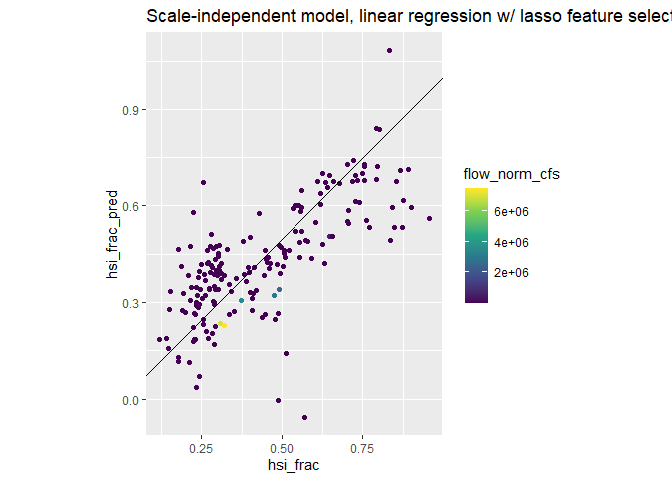 Scale-independent model, linear regression w/ lasso feature select
hsi_frac_pred
0.9
0.6
0.3
0.0
0.25 0.50 0.75
hsi_frac
flow_norm_cfs
6e+06
4e+06
2e+06